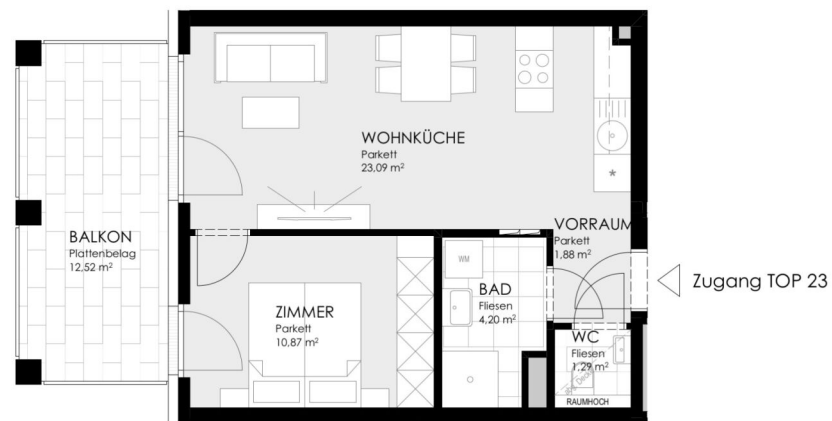 WOHNKÜCHE
Parkett
23,09 m²
BALKON
Plattenbelag
12,52 m²
VORRAUM
Parkett
1,88 m²
Zugang TOP 23
WM
BAD
Fliesen
4,20 m²
ZIMMER
Parkett
10,87 m²
WC
Fliesen
1,29 m²
RAUMHOCH